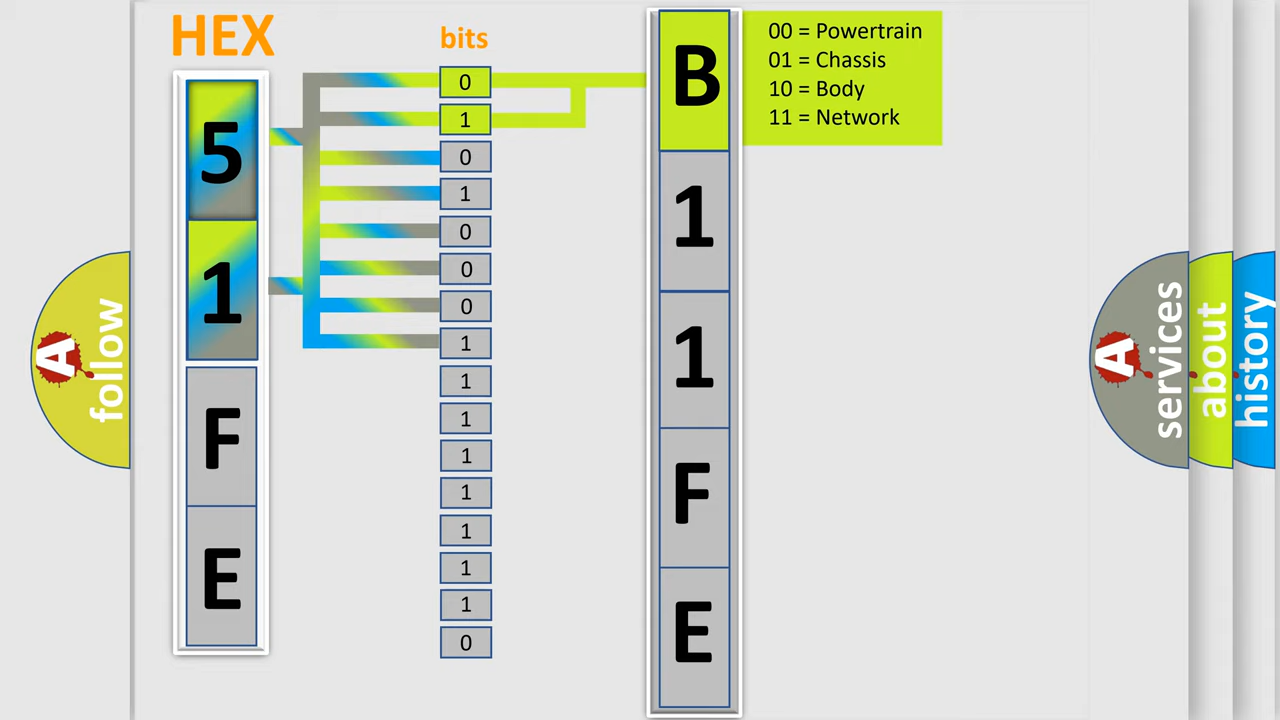 HEX
bits
5
1
F
E
0
1
0
1
0
0
0
1
1
1
1
1
1
1
1
0
B
1
1
F
E
00 = Powertrain
01 = Chassis
10 = Body
11 = Network
A
follow
A
services
about
history